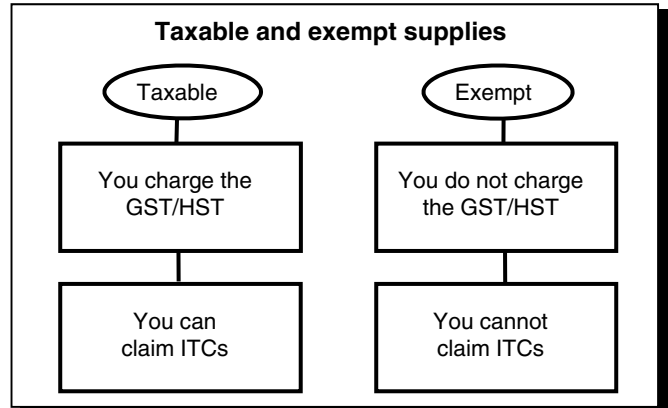 Taxable and exempt supplies
Taxable
You charge the
GST/HST
You can
claim ITCs
Exempt
You do not charge
the GST/HST
You cannot
claim ITCs